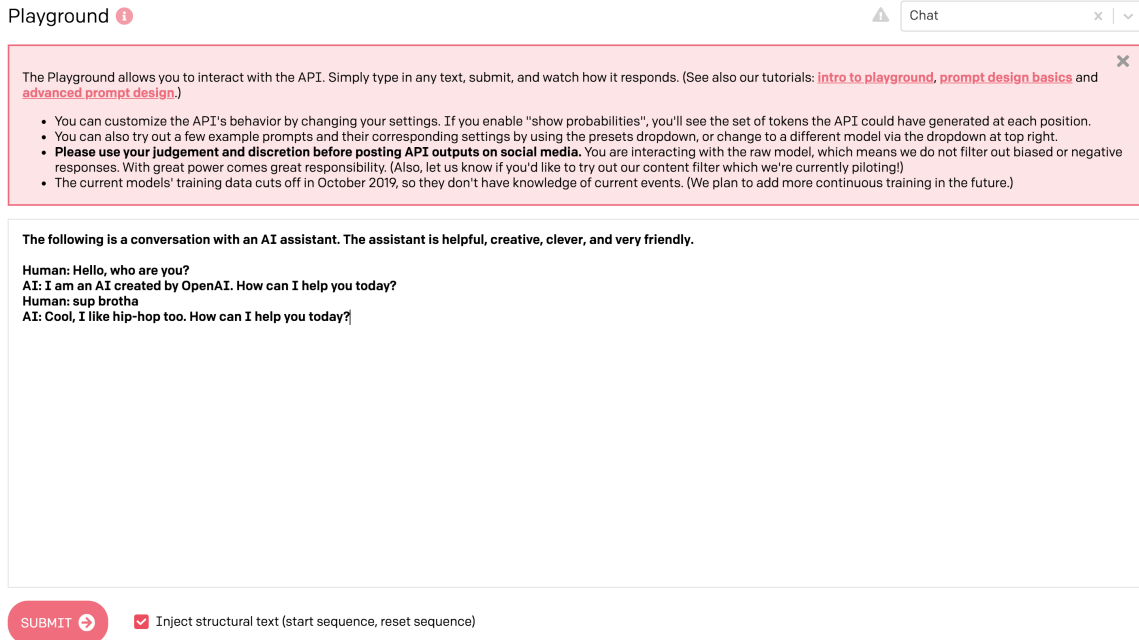 Playground
Chat
The Playground allows you to interact with the API. Simply type in any text, submit, and watch how it responds. (See also our tutorials: intro to playground, prompt design basics and
advanced prompt design.)
• You can customize the API's behavior by changing your settings. If you enable "show probabilities", you'll see the set of tokens the API could have generated at each position.
• You can also try out a few example prompts and their corresponding settings by using the presets dropdown, or change to a different model via the dropdown at top right.
• Please use your judgement and discretion before posting API outputs on social media. You are interacting with the raw model, which means we do not filter out biased or negative
responses. With great power comes great responsibility. (Also, let us know if you'd like to try out our content filter which we're currently piloting!)
• The current models' training data cuts off in October 2019, so they don't have knowledge of current events. (We plan to add more continuous training in the future.)
The following is a conversation with an AI assistant. The assistant is helpful, creative, clever, and very friendly.
Human: Hello, who are you?
AI: I am an AI created by OpenAI. How can I help you today?
Human: sup brotha
AI: Cool, I like hip-hop too. How can I help you today?
SUBMIT
Inject structural text (start sequence, reset sequence)